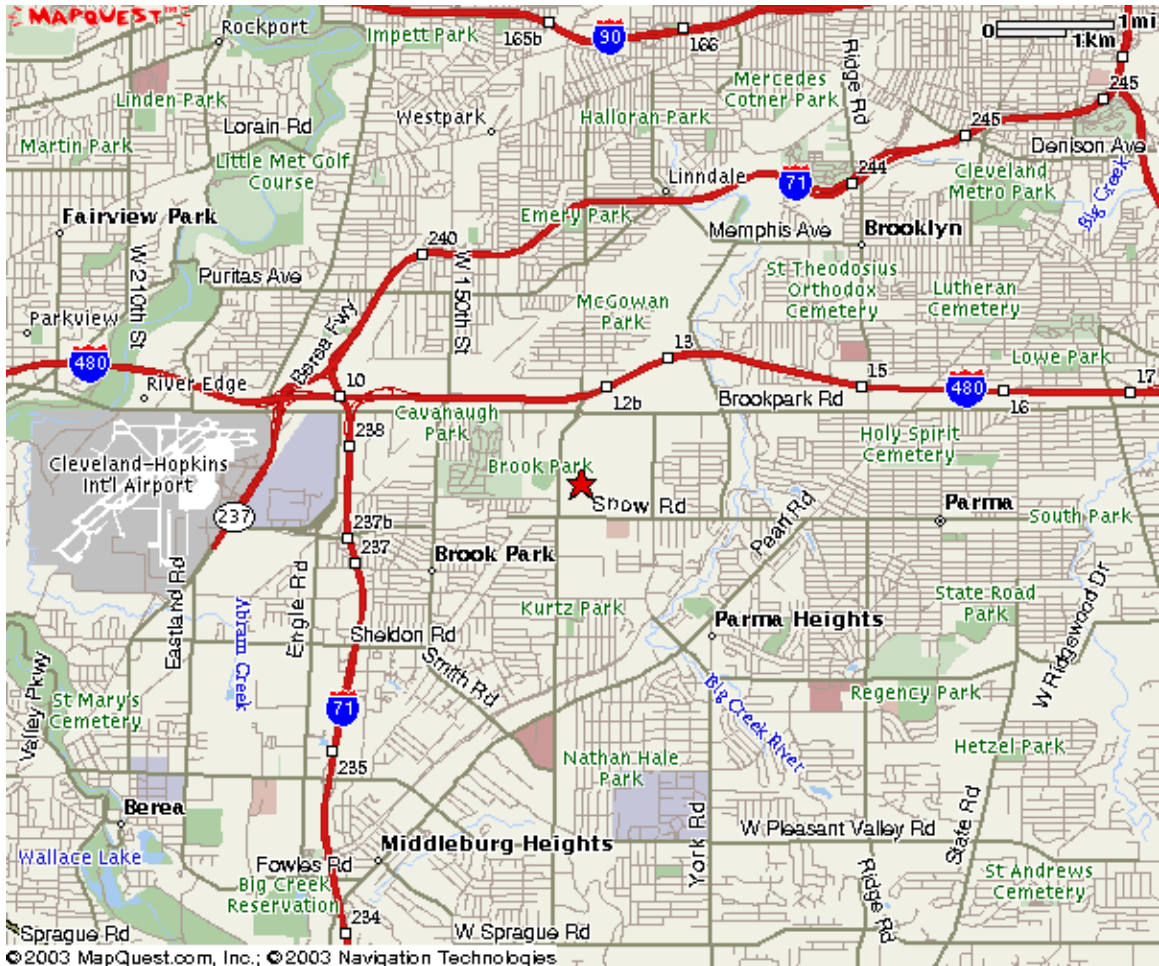 MAPQUEST™
Rockport
Impett Park
165b
90
166
Ridge Rd
0
1mi
1km
Linden Park
Mercedes
Cotner Park
245
Westpark
Halloran Park
245
Martin Park
Lorain Rd
Denison Ave
Little Met Golf
Course
Linndale
71
244
Cleveland
Metro Park
Big Creek
Fairview Park
Emery Park
Memphis Ave
Brooklyn
W 210th St
240
W 150th St
Puritas Ave
St Theodosius
Orthodox
Cemetery
Lutheran
Cemetery
McGowan
Park
Parkview
Berea Fwy
480
13
Lowe Park
River Edge
10
15
480
17
12b
Brookpark Rd
16
Cavanaugh
Park
238
Holy Spirit
Cemetery
Cleveland-Hopkins
Int'l Airport
Brook Park
237
Snow Rd
Pearl Rd
Parma
South Park
237b
237
Brook Park
Eastland Rd
Abram Creek
Engle Rd
Kurtz Park
State Road
Park
W Ridgewood Dr
Sheldon Rd
Parma Heights
Smith Rd
Valley Pkwy
St Mary's
Cemetery
71
Big Creek River
Regency Park
Nathan Hale
Park
Hetzel Park
235
Berea
York Rd
W Pleasant Valley Rd
State Rd
Wallace Lake
Fowles Rd
Middleburg Heights
Big Creek
Reservation
Ridge Rd
St Andrews
Cemetery
234
Sprague Rd
W Sprague Rd
©2003 MapQuest.com, Inc.; ©2003 Navigation Technologies